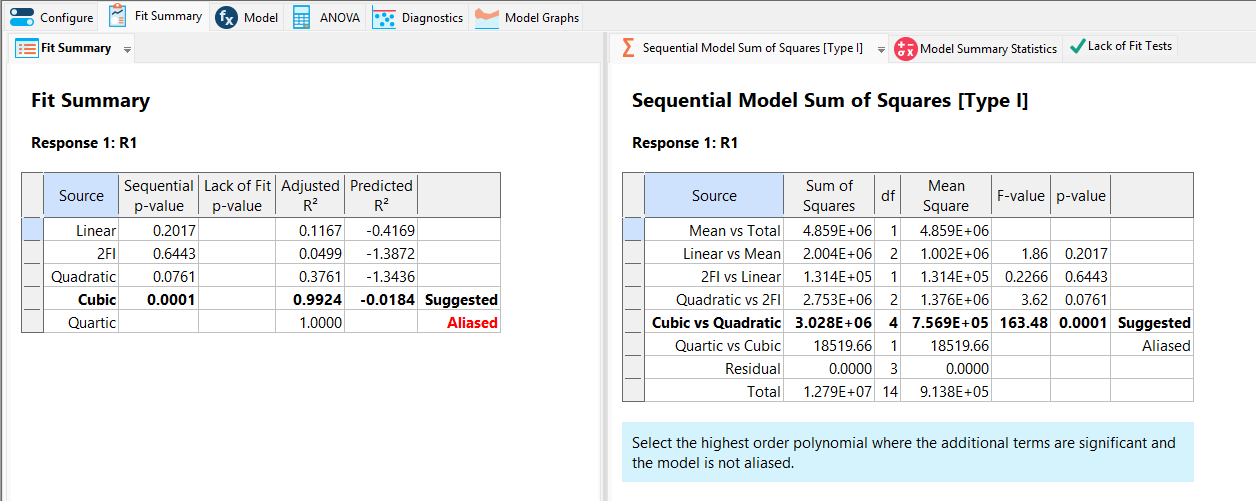 Configure Fit Summary fx Model ANOVA Diagnostics Model Graphs
Fit Summary
Fit Summary
Response 1: R1
Source Sequential p-value Lack of Fit p-value Adjusted R² Predicted R²
Linear 0.2017 0.1167 -0.4169
2FI 0.6443 0.0499 -1.3872
Quadratic 0.0761 0.3761 -1.3436
Cubic 0.0001 0.9924 -0.0184 Suggested
Quartic 1.0000 Aliased
Sequential Model Sum of Squares [Type I] Model Summary Statistics Lack of Fit Tests
Sequential Model Sum of Squares [Type I]
Response 1: R1
Source Sum of Squares df Mean Square F-value p-value
Mean vs Total 4.859E+06 1 4.859E+06
Linear vs Mean 2.004E+06 2 1.002E+06 1.86 0.2017
2FI vs Linear 1.314E+05 1 1.314E+05 0.2266 0.6443
Quadratic vs 2FI 2.753E+06 2 1.376E+06 3.62 0.0761
Cubic vs Quadratic 3.028E+06 4 7.569E+05 163.48 0.0001 Suggested
Quartic vs Cubic 18519.66 1 18519.66 Aliased
Residual 0.0000 3 0.0000
Total 1.279E+07 14 9.138E+05
Select the highest order polynomial where the additional terms are significant and
the model is not aliased.